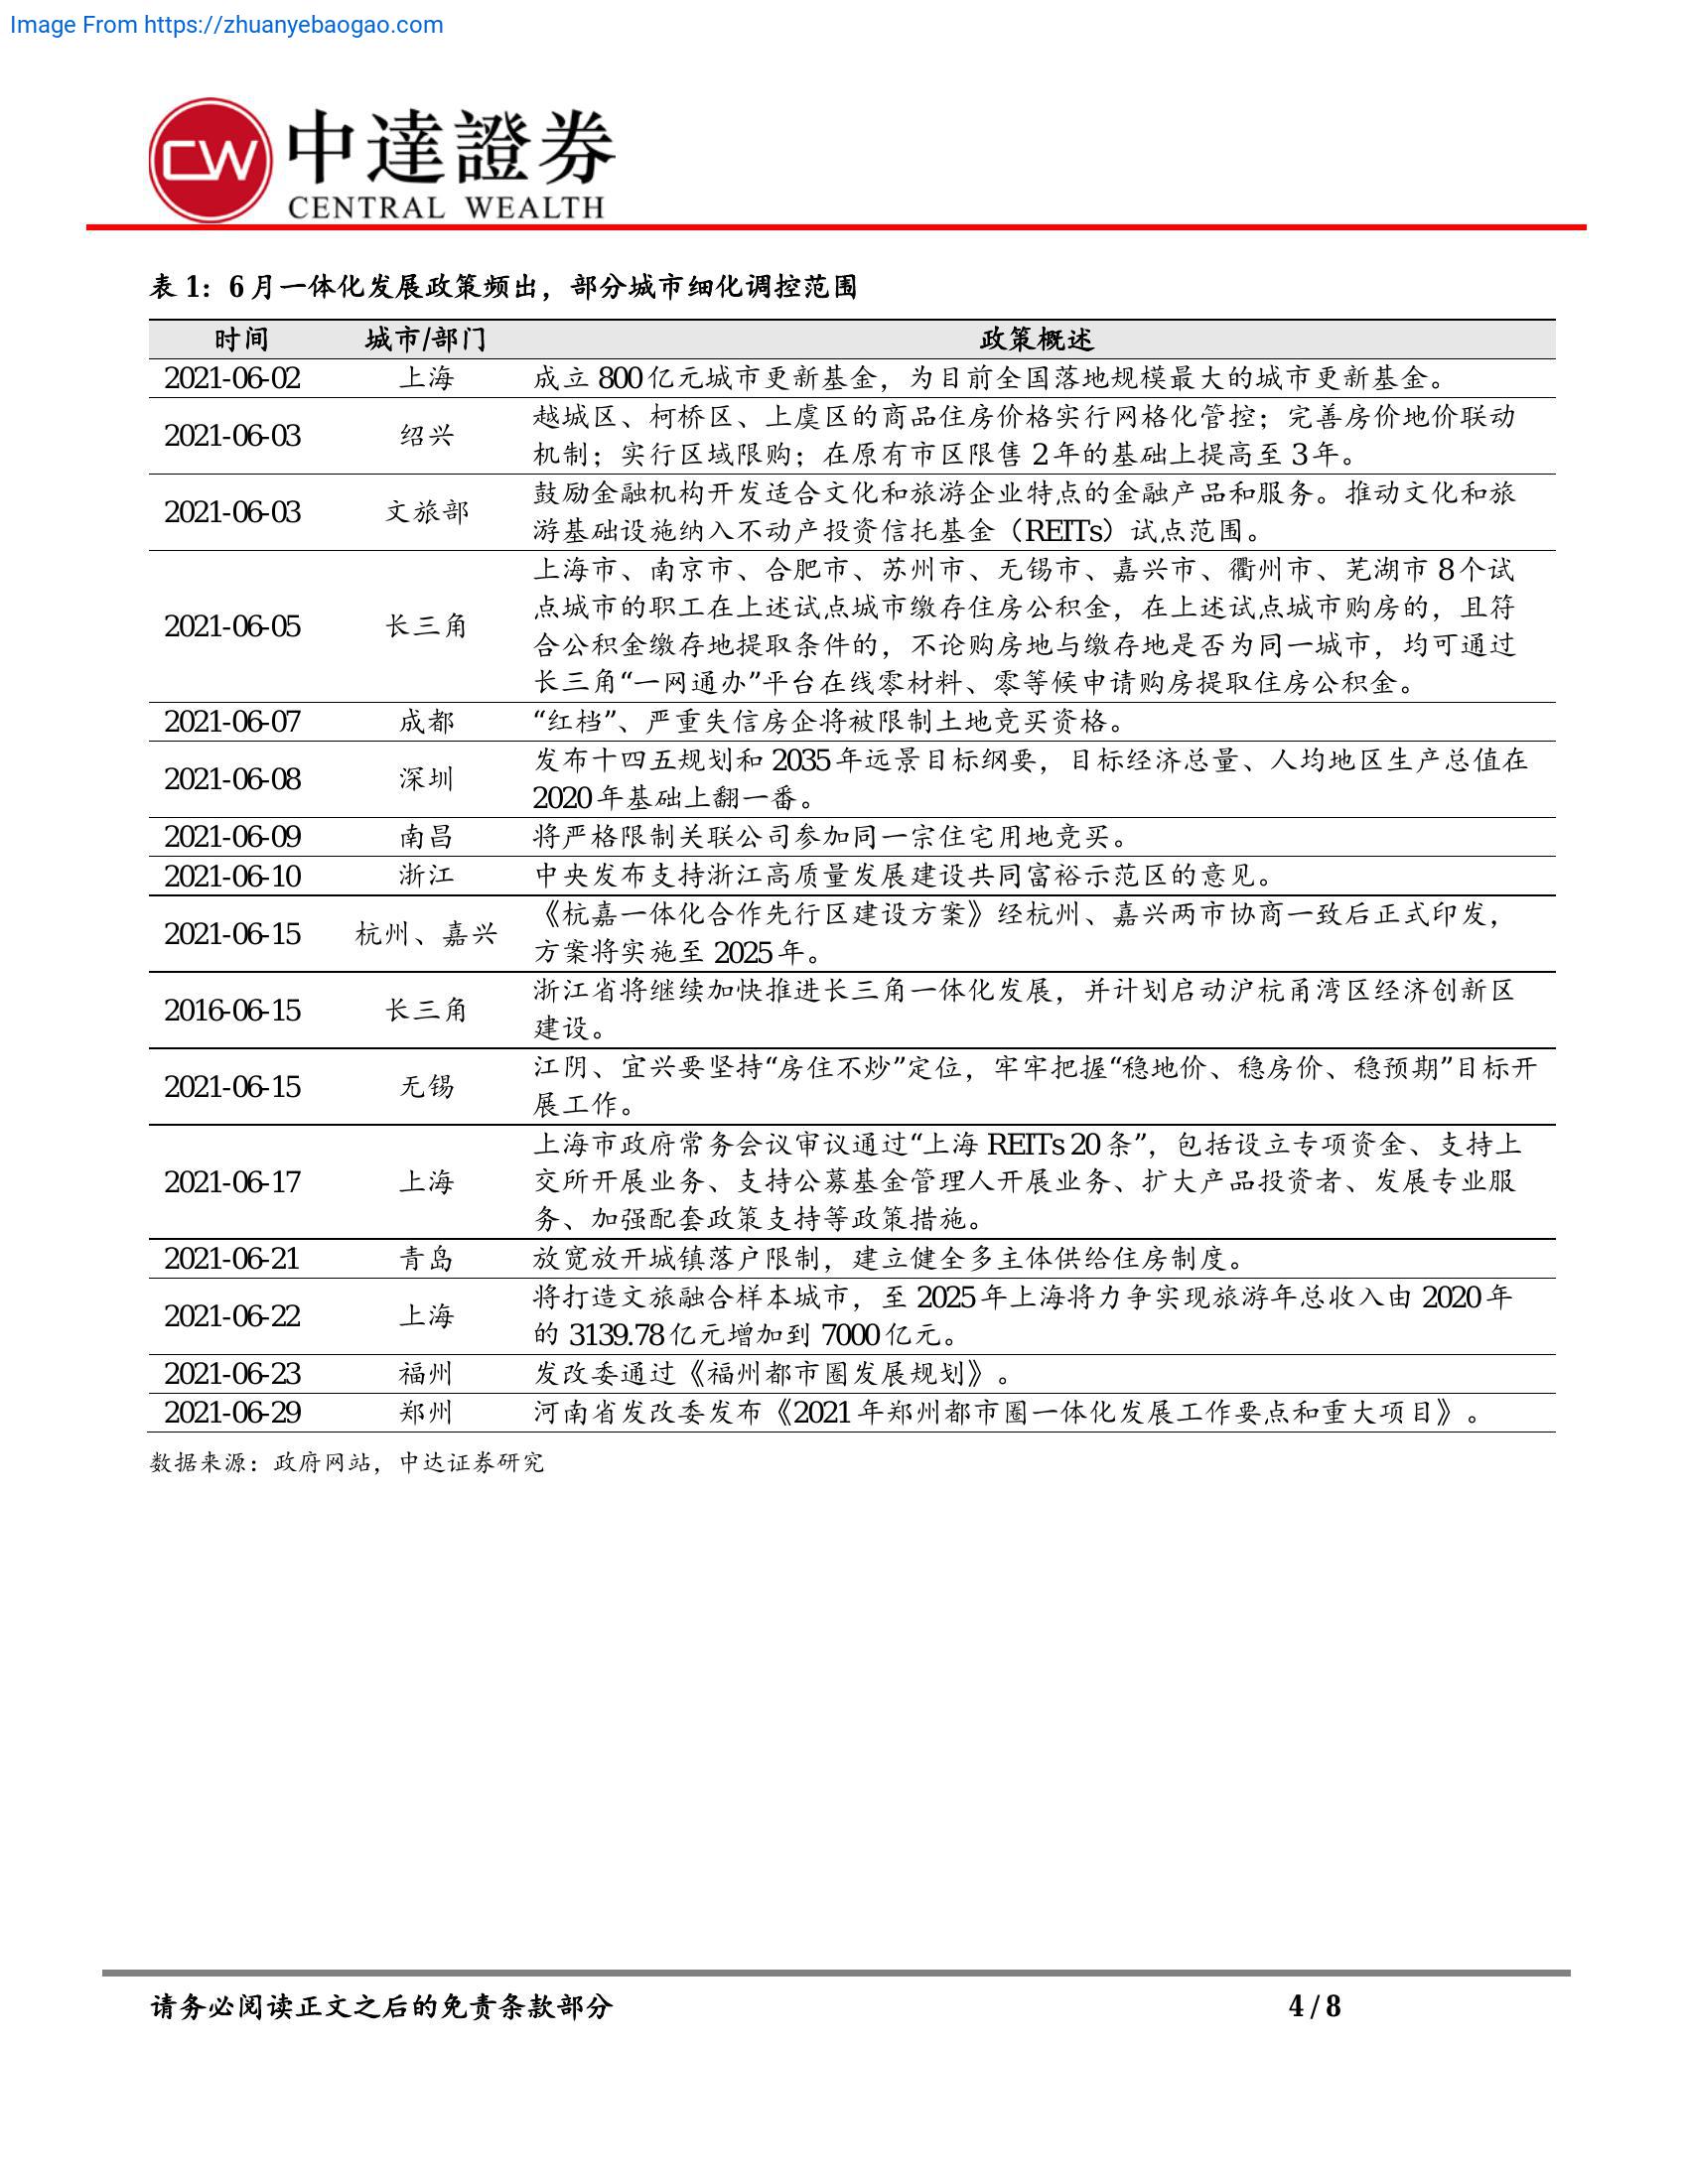 Image From https://zhuanyebaogao.com
CW
中達證券
CENTRAL WEALTH
表 1：6 月一体化发展政策频出，部分城市细化调控范围
时间 城市/部门 政策概述
2021-06-02 上海 成立 800 亿元城市更新基金，为目前全国落地规模最大的城市更新基金。
越城区、柯桥区、上虞区的商品住房价格实行网格化管控；完善房价地价联动
2021-06-03 绍兴
机制；实行区域限购；在原有市区限售 2 年的基础上提高至 3 年。
鼓励金融机构开发适合文化和旅游企业特点的金融产品和服务。推动文化和旅
2021-06-03 文旅部
游基础设施纳入不动产投资信托基金（REITs）试点范围。
上海市、南京市、合肥市、苏州市、无锡市、嘉兴市、衢州市、芜湖市 8 个试
点城市的职工在上述试点城市缴存住房公积金，在上述试点城市购房的，且符
2021-06-05 长三角
合公积金缴存地提取条件的，不论购房地与缴存地是否为同一城市，均可通过
长三角“一网通办”平台在线零材料、零等候申请购房提取住房公积金。
2021-06-07 成都 “红档”、严重失信房企将被限制土地竞买资格。
发布十四五规划和 2035 年远景目标纲要，目标经济总量、人均地区生产总值在
2021-06-08 深圳
2020 年基础上翻一番。
2021-06-09 南昌 将严格限制关联公司参加同一宗住宅用地竞买。
2021-06-10 浙江 中央发布支持浙江高质量发展建设共同富裕示范区的意见。
《杭嘉一体化合作先行区建设方案》经杭州、嘉兴两市协商一致后正式印发，
2021-06-15 杭州、嘉兴
方案将实施至 2025 年。
浙江省将继续加快推进长三角一体化发展，并计划启动沪杭甬湾区经济创新区
2016-06-15 长三角
建设。
江阴、宜兴要坚持“房住不炒”定位，牢牢把握“稳地价、稳房价、稳预期”目标开
2021-06-15 无锡
展工作。
上海市政府常务会议审议通过“上海 REITs 20 条”，包括设立专项资金、支持上
2021-06-17 上海 交所开展业务、支持公募基金管理人开展业务、扩大产品投资者、发展专业服
务、加强配套政策支持等政策措施。
2021-06-21 青岛 放宽放开城镇落户限制，建立健全多主体供给住房制度。
将打造文旅融合样本城市，至 2025 年上海将力争实现旅游年总收入由 2020 年
2021-06-22 上海
的 3139.78 亿元增加到 7000 亿元。
2021-06-23 福州 发改委通过《福州都市圈发展规划》。
2021-06-29 郑州 河南省发改委发布《2021 年郑州都市圈一体化发展工作要点和重大项目》。
数据来源：政府网站，中达证券研究
请务必阅读正文之后的免责条款部分 4 / 8